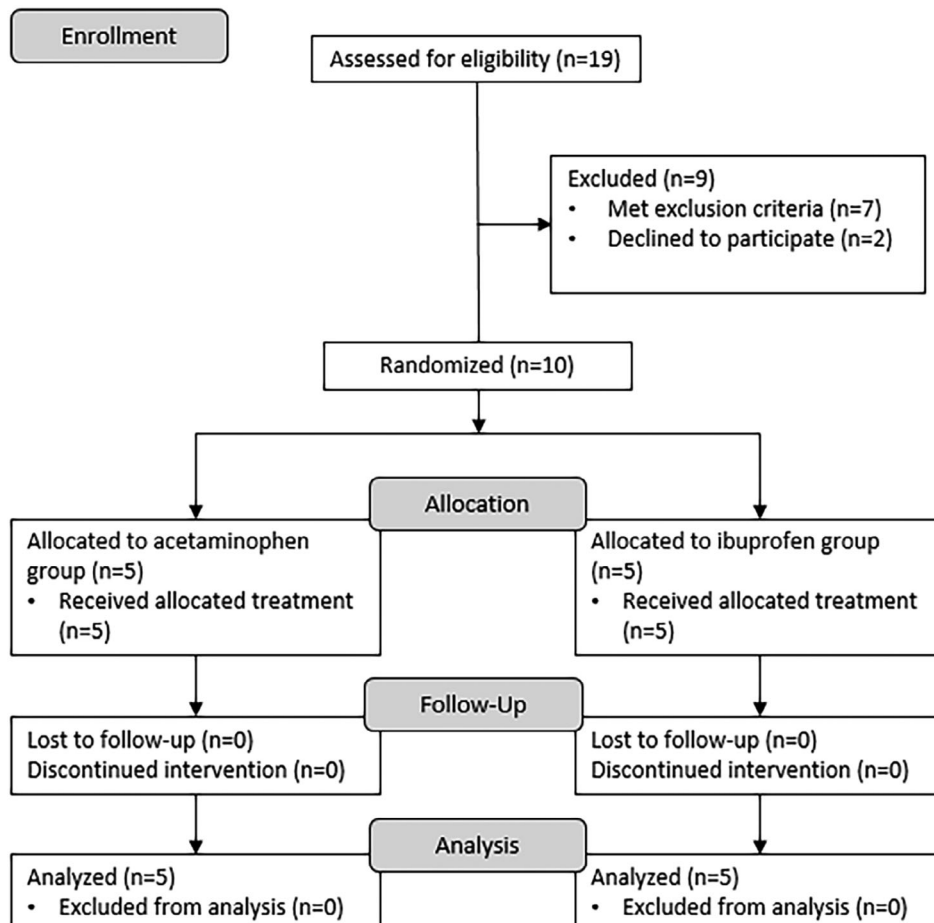 Enrollment
Assessed for eligibility (n=19)
Excluded (n=9)
• Met exclusion criteria (n=7)
• Declined to participate (n=2)
Randomized (n=10)
Allocation
Allocated to acetaminophen
group (n=5)
• Received allocated treatment
(n=5)
Allocated to ibuprofen group
(n=5)
• Received allocated treatment
(n=5)
Follow-Up
Lost to follow-up (n=0)
Discontinued intervention (n=0)
Lost to follow-up (n=0)
Discontinued intervention (n=0)
Analysis
Analyzed (n=5)
• Excluded from analysis (n=0)
Analyzed (n=5)
• Excluded from analysis (n=0)